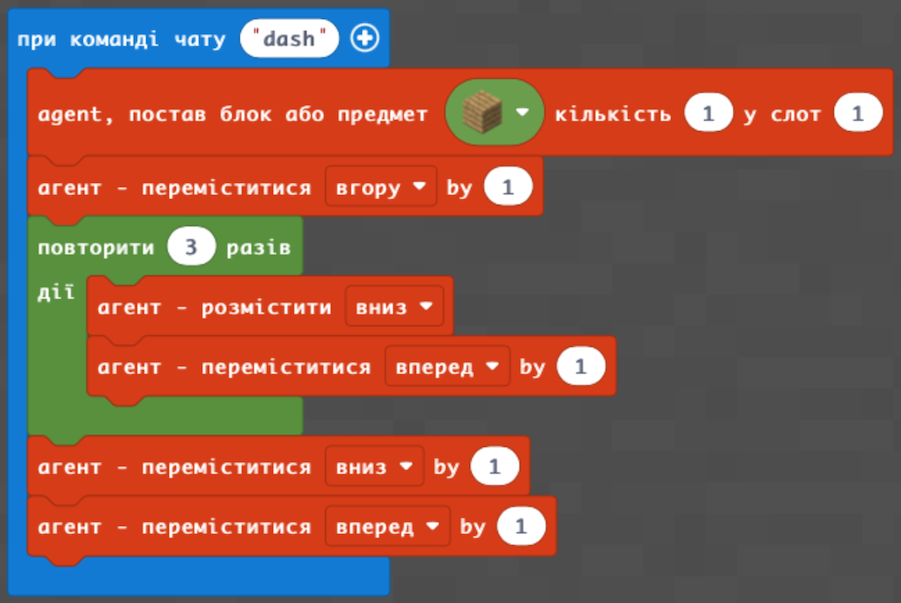 при команді чату "dash"
agent, постав блок або предмет кількість 1 у слот 1
агент - переміститися вгору by 1
повторити 3 разів
дії
агент - розмістити вниз
агент - переміститися вперед by 1
агент - переміститися вниз by 1
агент - переміститися вперед by 1